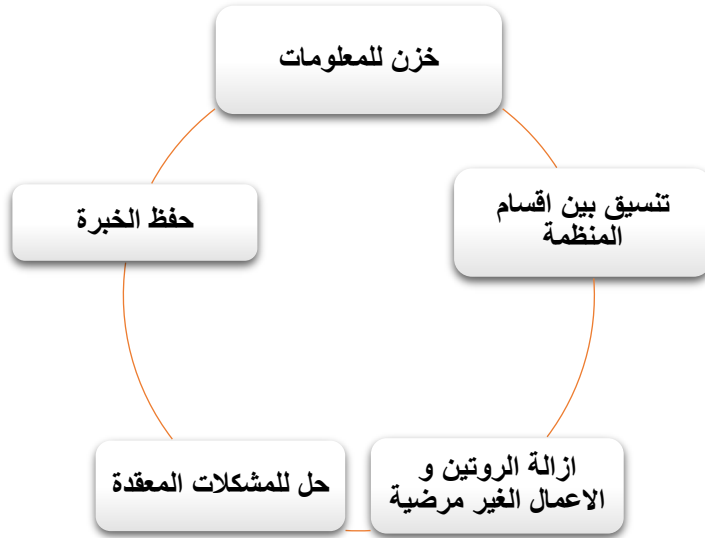 خزن للمعلومات
تنسيق بين اقسام
المنظمة
ازالة الروتين و
الاعمال الغير مرضية
حل للمشكلات المعقدة
حفظ الخبرة